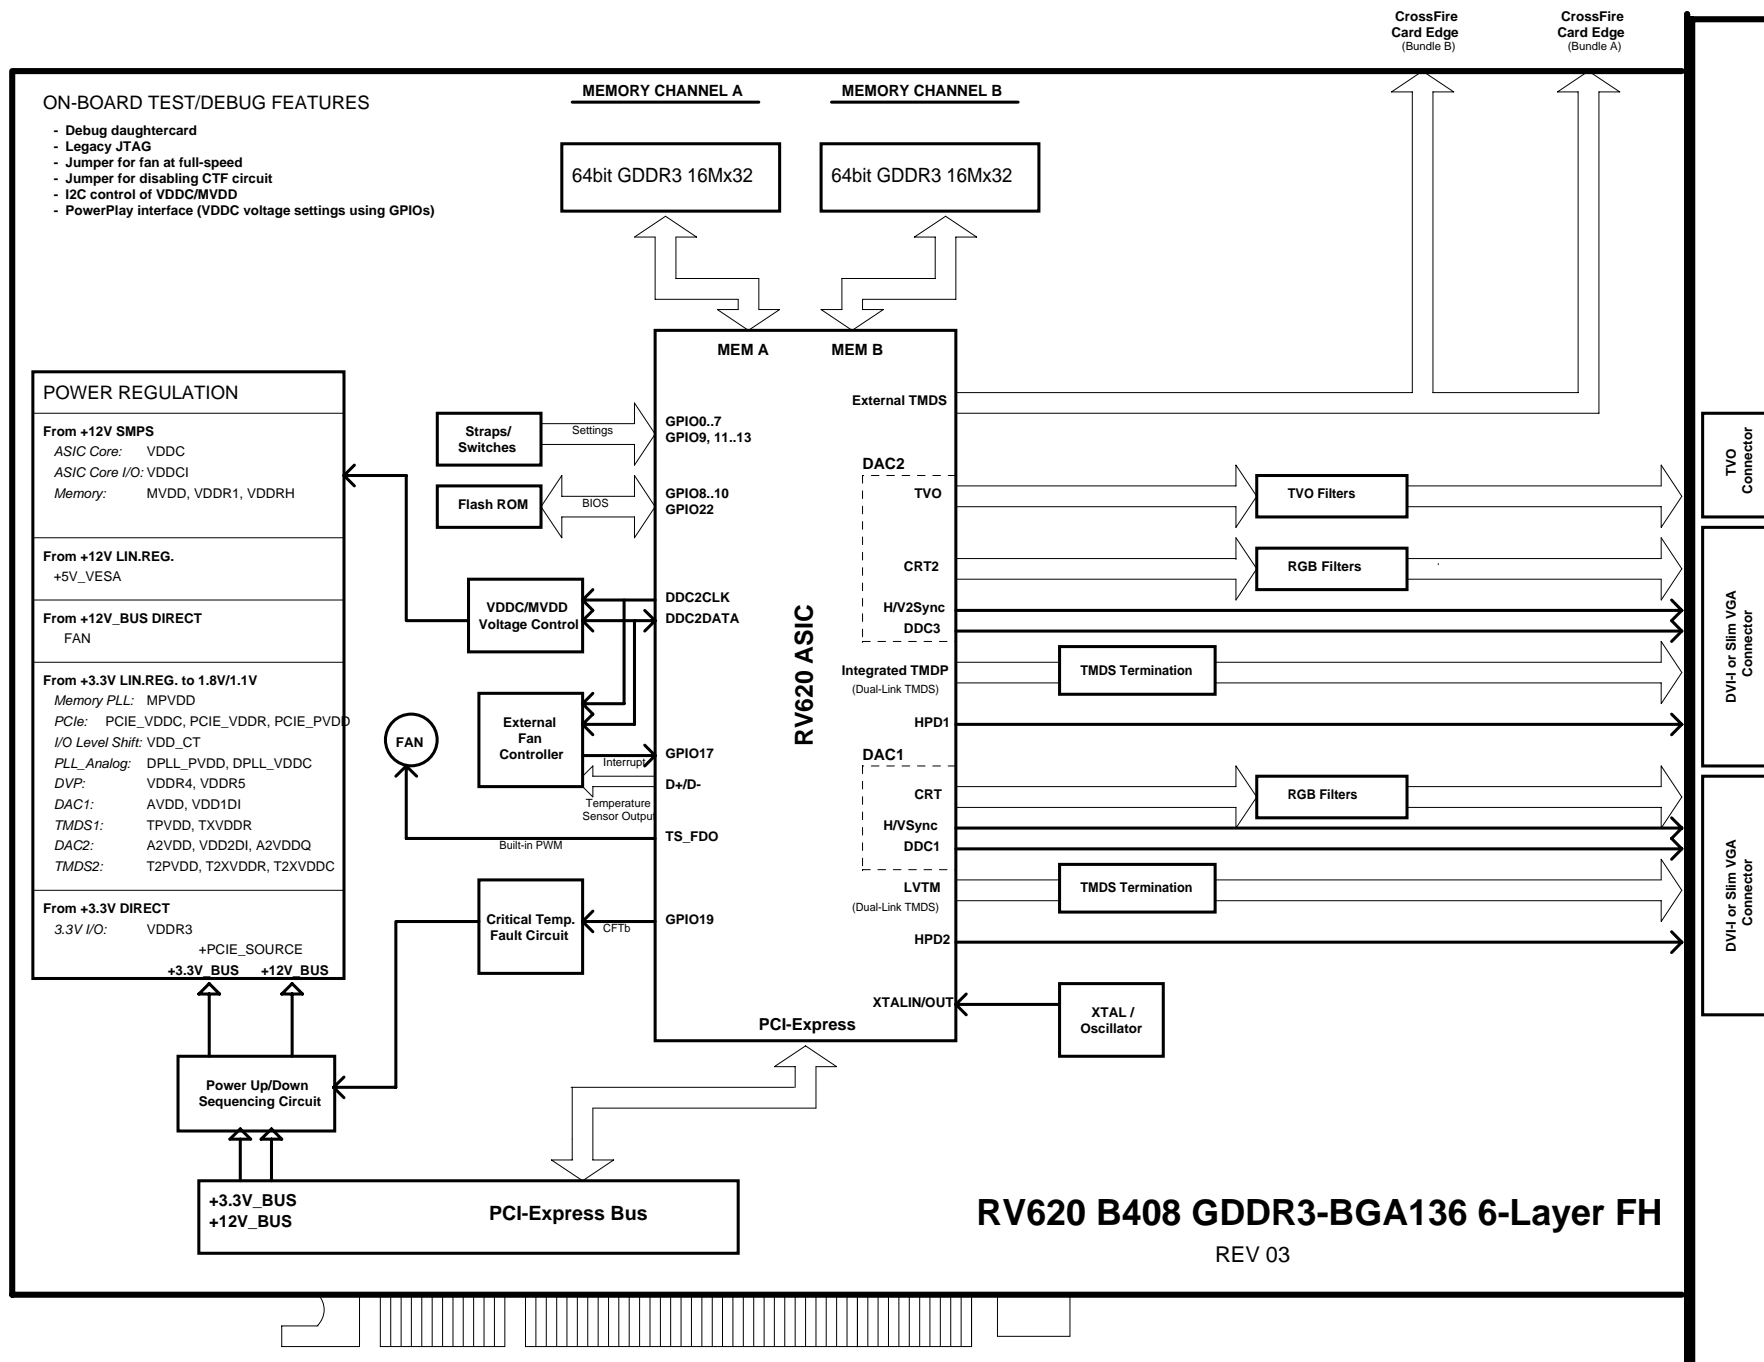 CrossFire
Card Edge
(Bundle B)
CrossFire
Card Edge
(Bundle A)
ON-BOARD TEST/DEBUG FEATURES
- Debug daughtercard
- Legacy JTAG
- Jumper for fan at full-speed
- Jumper for disabling CTF circuit
- I2C control of VDDC/MVDD
- PowerPlay interface (VDDC voltage settings using GPIOs)
MEMORY CHANNEL A
MEMORY CHANNEL B
64bit GDDR3 16Mx32
64bit GDDR3 16Mx32
POWER REGULATION
From +12V SMPS
ASIC Core: VDDC
ASIC Core I/O: VDDCI
Memory: MVDD, VDDR1, VDDRH
From +12V LIN.REG.
+5V_VESA
From +12V_BUS DIRECT
FAN
From +3.3V LIN.REG. to 1.8V/1.1V
Memory PLL: MPVDD
PCIe: PCIE_VDDC, PCIE_VDDR, PCIE_PVDD
I/O Level Shift: VDD_CT
PLL_Analog: DPLL_PVDD, DPLL_VDDC
DVP: VDDR4, VDDR5
DAC1: AVDD, VDD1DI
TMDS1: TPVDD, TXVDDR
DAC2: A2VDD, VDD2DI, A2VDDQ
TMDS2: T2PVDD, T2XVDDR, T2XVDDC
From +3.3V DIRECT
3.3V I/O: VDDR3
+PCIE_SOURCE
+3.3V_BUS +12V_BUS
Power Up/Down
Sequencing Circuit
+3.3V_BUS
+12V_BUS
PCI-Express Bus
Straps/
Switches
Settings
Flash ROM
BIOS
VDDC/MVDD
Voltage Control
External
Fan
Controller
FAN
Interrupt
Temperature
Sensor Output
Built-in PWM
Critical Temp.
Fault Circuit
CFTb
MEM A
MEM B
GPIO0..7
GPIO9, 11..13
GPIO8..10
GPIO22
DDC2CLK
DDC2DATA
GPIO17
D+/D-
TS_FDO
GPIO19
RV620 ASIC
PCI-Express
External TMDS
DAC2
TVO
CRT2
H/V2Sync
DDC3
Integrated TMDP
(Dual-Link TMDS)
HPD1
DAC1
CRT
H/VSync
DDC1
LVTM
(Dual-Link TMDS)
HPD2
XTALIN/OUT
XTAL /
Oscillator
TVO Filters
RGB Filters
TMDS Termination
RGB Filters
TMDS Termination
TVO
Connector
DVI-I or Slim VGA
Connector
DVI-I or Slim VGA
Connector
RV620 B408 GDDR3-BGA136 6-Layer FH
REV 03